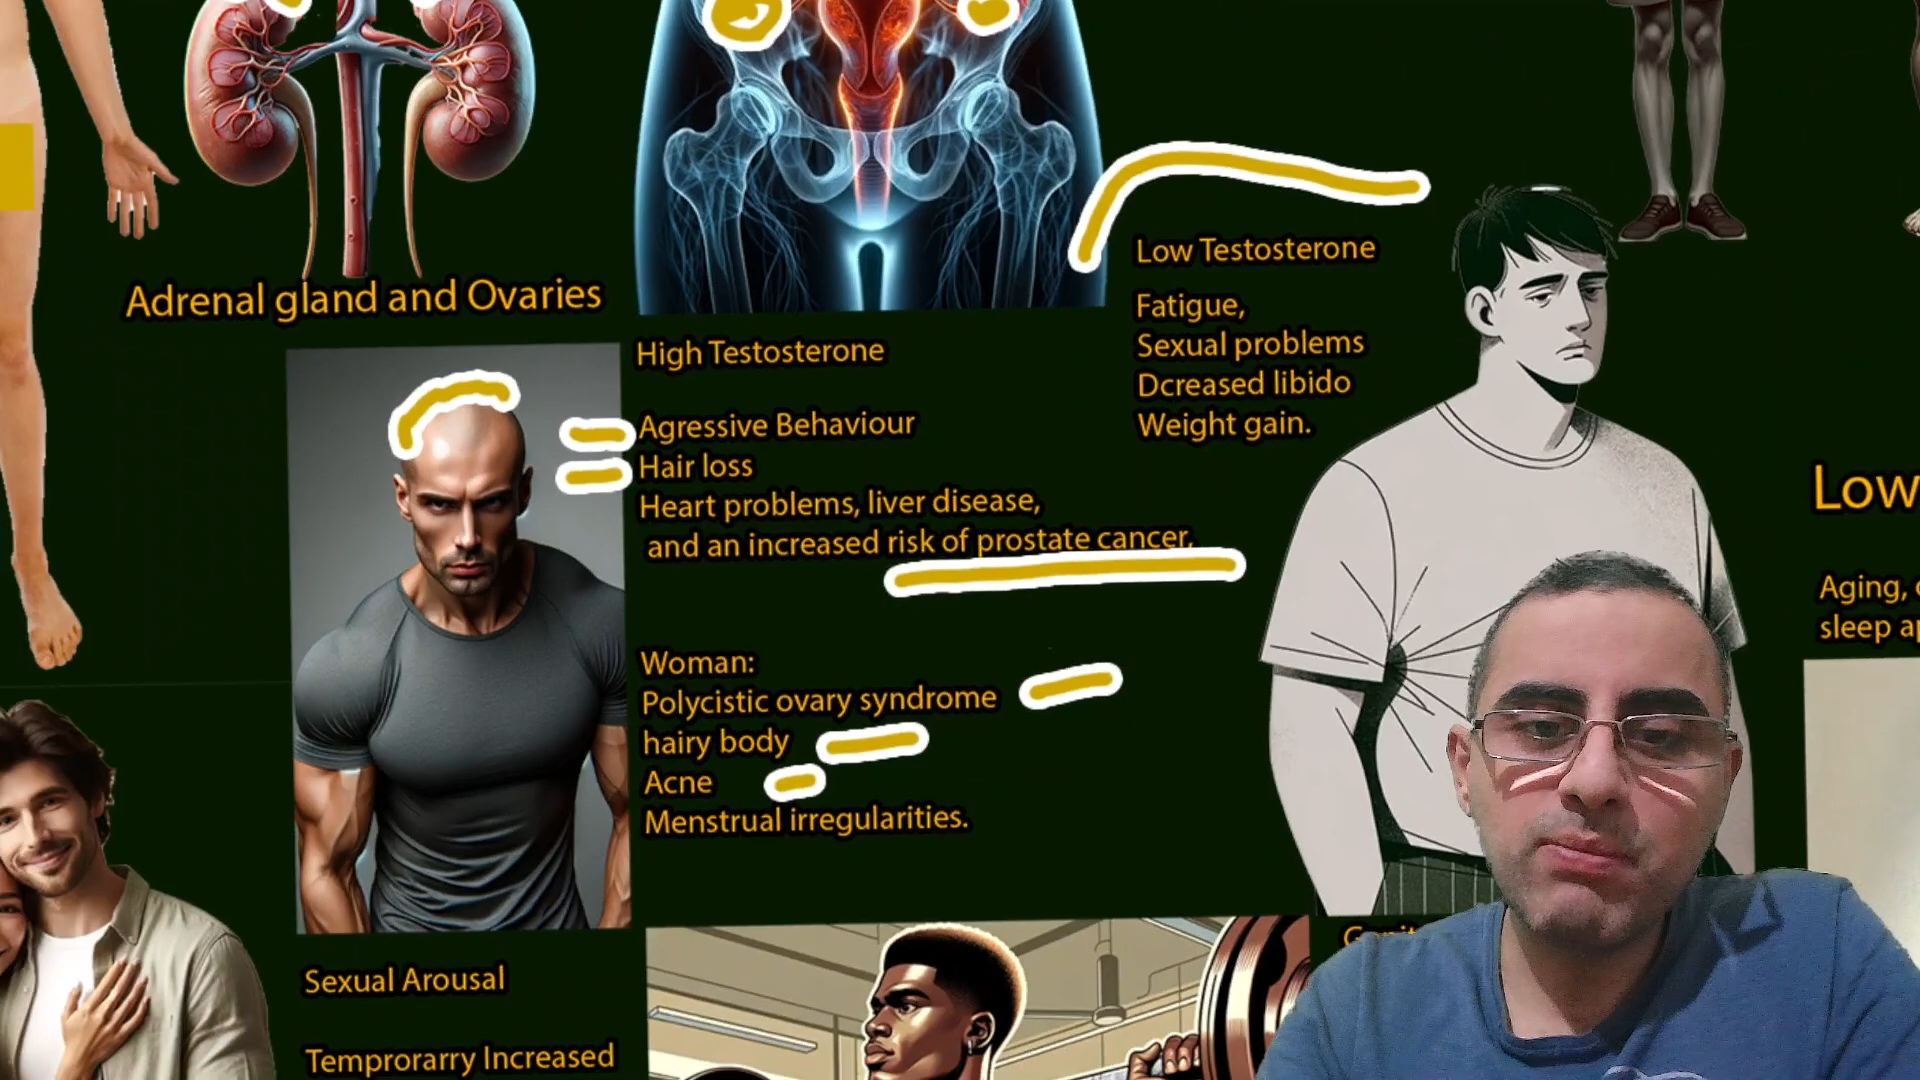 Adrenal gland and Ovaries
High Testosterone
Agressive Behaviour
Hair loss
Heart problems, liver disease,
and an increased risk of prostate cancer,
Woman:
Polycistic ovary syndrome
hairy body
Acne
Menstrual irregularities.
Low Testosterone
Fatigue,
Sexual problems
Dcreased libido
Weight gain.
Low
Aging,
sleep
Sexual Arousal
Temprorarry Increased